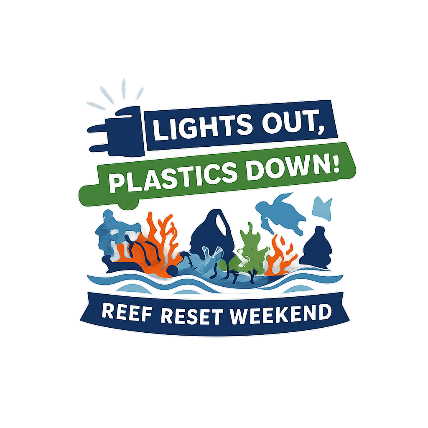 LIGHTS OUT,
PLASTICS DOWN!
REEF RESET WEEKEND